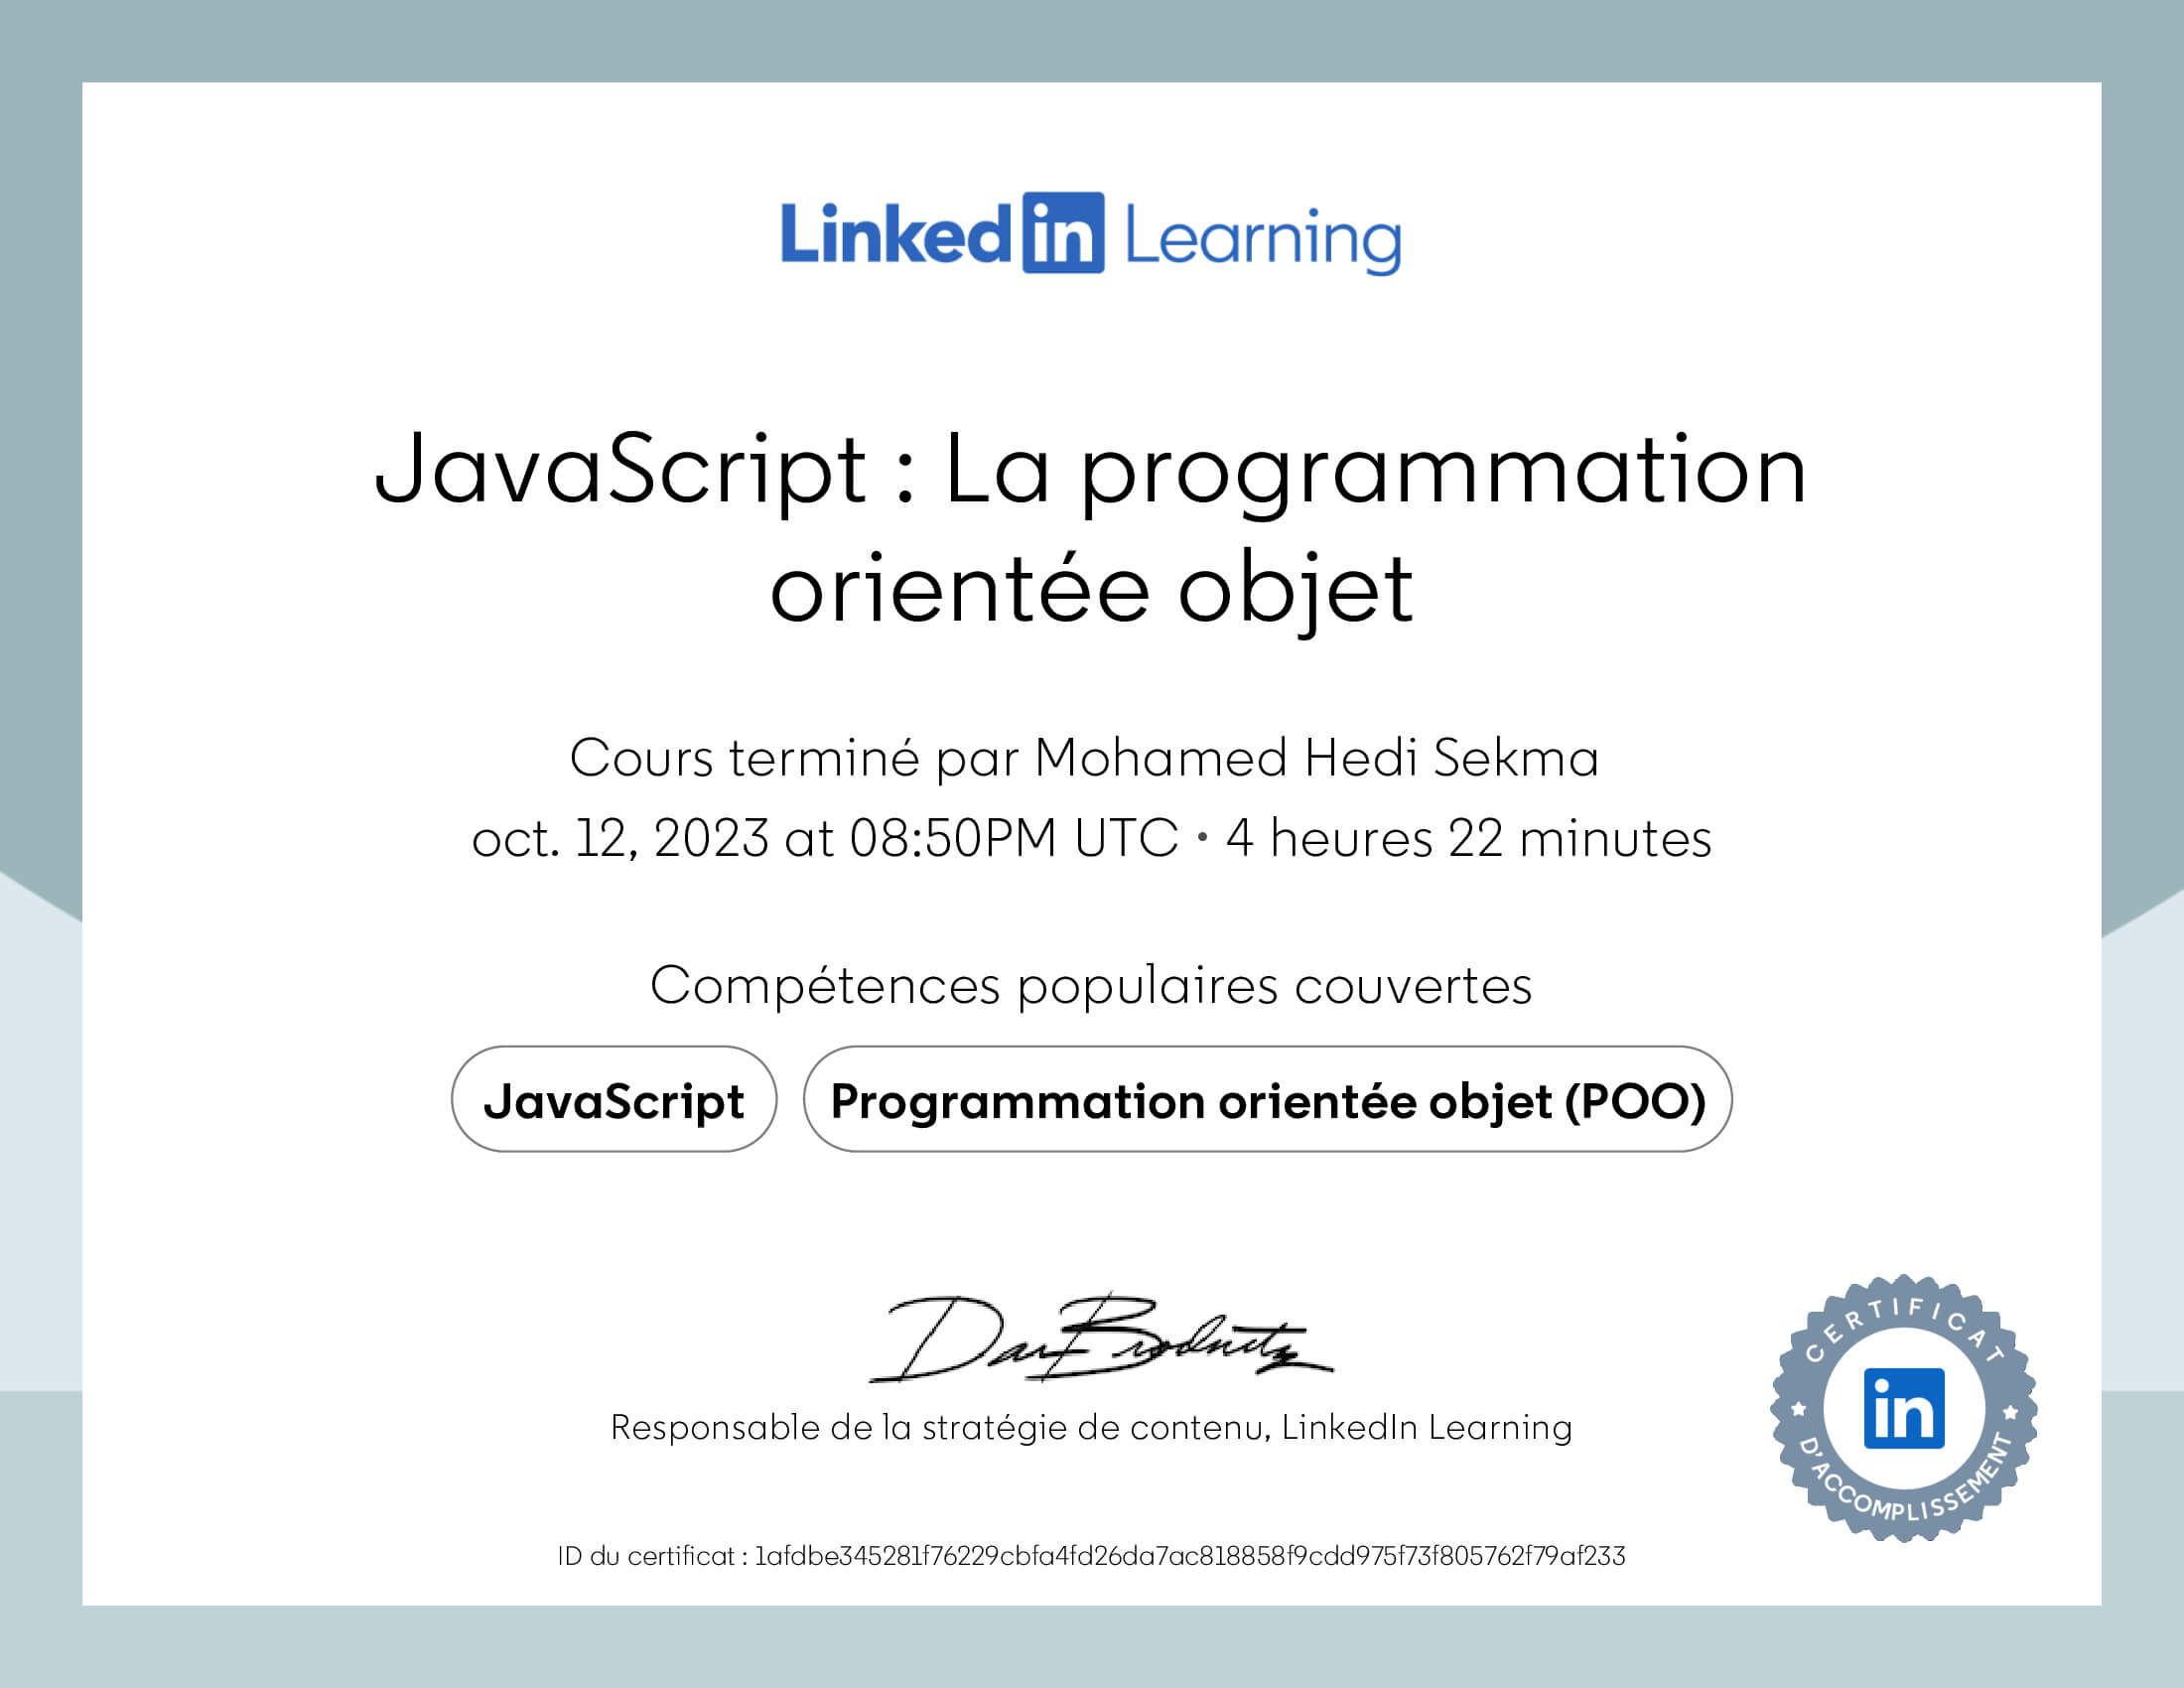 Linkedin Learning
JavaScript : La programmation
orientée objet
Cours terminé par Mohamed Hedi Sekma
oct. 12, 2023 at 08:50PM UTC • 4 heures 22 minutes
Compétences populaires couvertes
JavaScript Programmation orientée objet (POO)
Dan Brodnitz
Responsable de la stratégie de contenu, LinkedIn Learning
CERTIFICAT
in
D'ACCOMPLISSEMENT
ID du certificat : 1afdbe345281f76229cbfa4fd26da7ac818858f9cdd975f73f805762f79af233